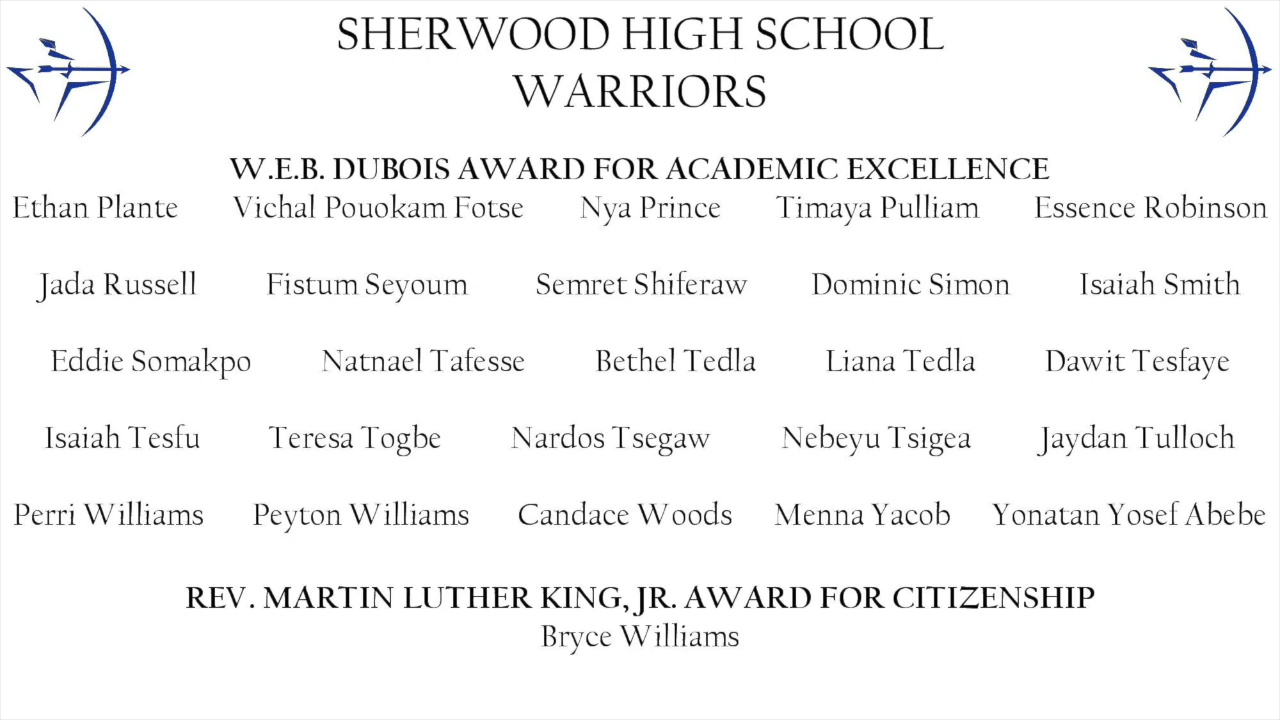 SHERWOOD HIGH SCHOOL
WARRIORS
W.E.B. DUBOIS AWARD FOR ACADEMIC EXCELLENCE
Ethan Plante Vichal Pouokam Fotse Nya Prince Timaya Pulliam Essence Robinson
Jada Russell Fistum Seyoum Semret Shiferaw Dominic Simon Isaiah Smith
Eddie Somakpo Natnael Tafesse Bethel Tedla Liana Tedla Dawit Tesfaye
Isaiah Tesfu Teresa Togbe Nardos Tsegaw Nebeyu Tsigea Jaydan Tulloch
Perri Williams Peyton Williams Candace Woods Menna Yacob Yonatan Yosef Abebe
REV. MARTIN LUTHER KING, JR. AWARD FOR CITIZENSHIP
Bryce Williams